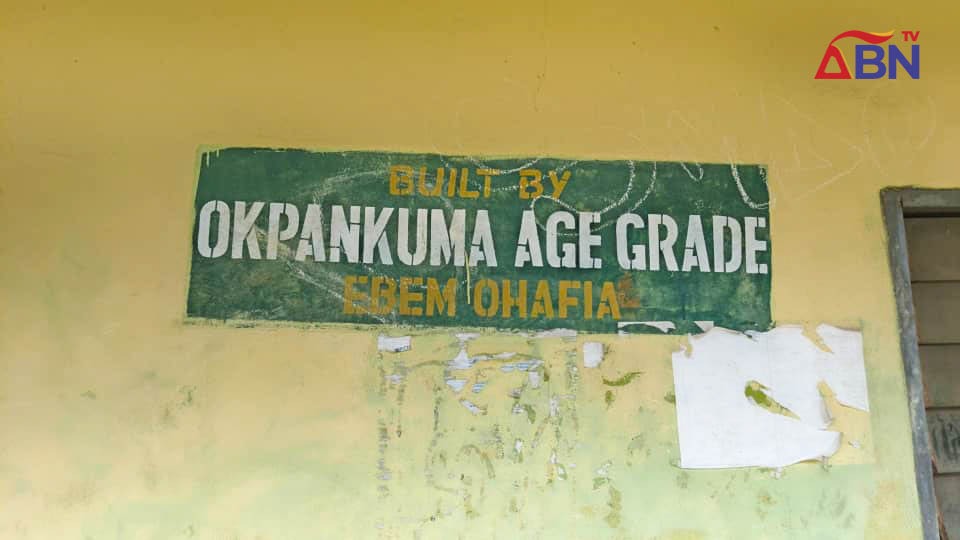 ABN TV
BUILT BY
OKPANKUMA AGE GRADE
EBEM OHAFIA